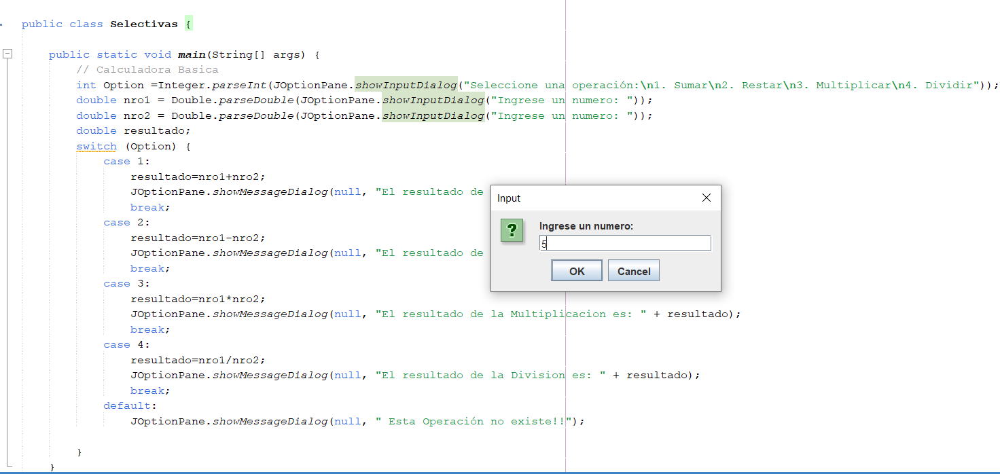 public class Selectivas {
public static void main(String[] args) {
// Calculadora Basica
int Option =Integer.parseInt(JOptionPane.showInputDialog("Seleccione una operación:\n1. Sumar\n2. Restar\n3. Multiplicar\n4. Dividir"));
double nro1 = Double.parseDouble(JOptionPane.showInputDialog("Ingrese un numero: "));
double nro2 = Double.parseDouble(JOptionPane.showInputDialog("Ingrese un numero: "));
double resultado;
switch (Option) {
case 1:
resultado=nro1+nro2;
JOptionPane.showMessageDialog(null, "El resultado de
break;
case 2:
resultado=nro1-nro2;
JOptionPane.showMessageDialog(null, "El resultado de
break;
case 3:
resultado=nro1*nro2;
JOptionPane.showMessageDialog(null, "El resultado de la Multiplicacion es: " + resultado);
break;
case 4:
resultado=nro1/nro2;
JOptionPane.showMessageDialog(null, "El resultado de la Division es: " + resultado);
break;
default:
JOptionPane.showMessageDialog(null, " Esta Operación no existe!!");
}
}
Input
?
Ingrese un numero:
5
OK
Cancel